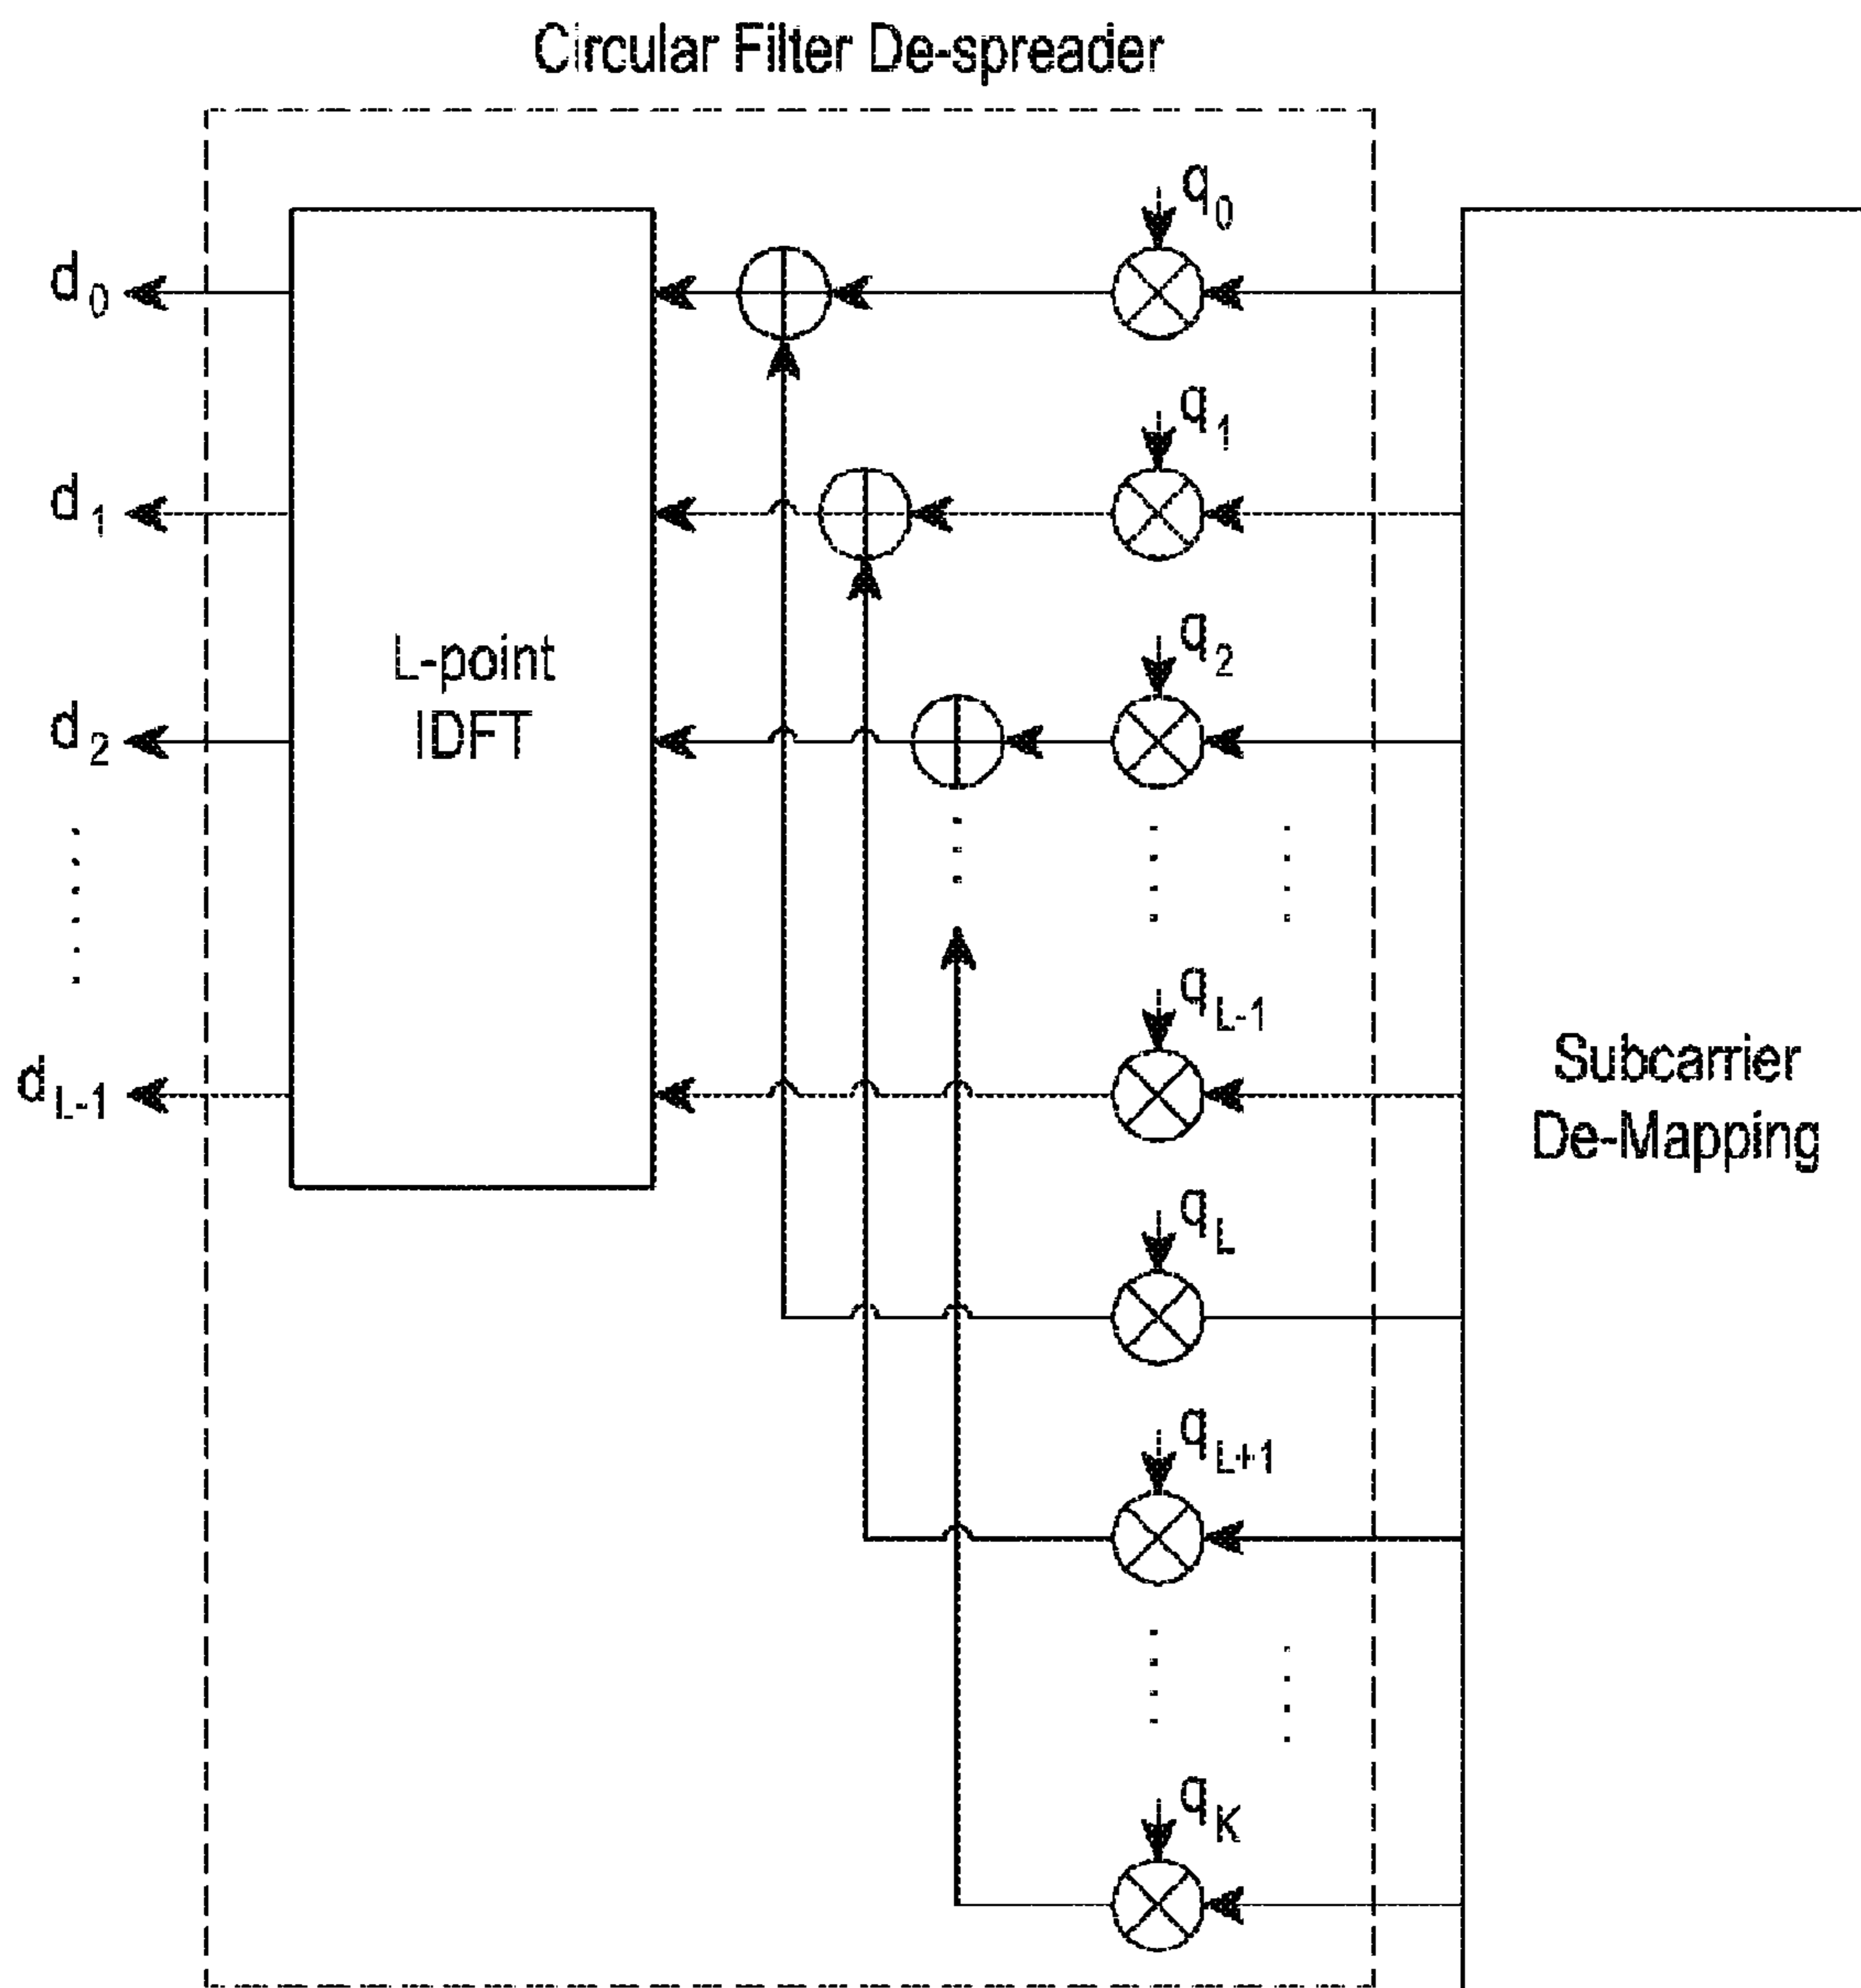 Circular Filter De-spreader
q0
d0
q1
d1
q2
L-point
IDFT
d2
qL-1
dL-1
Subcarrier
De-Mapping
qL
qL+1
qK